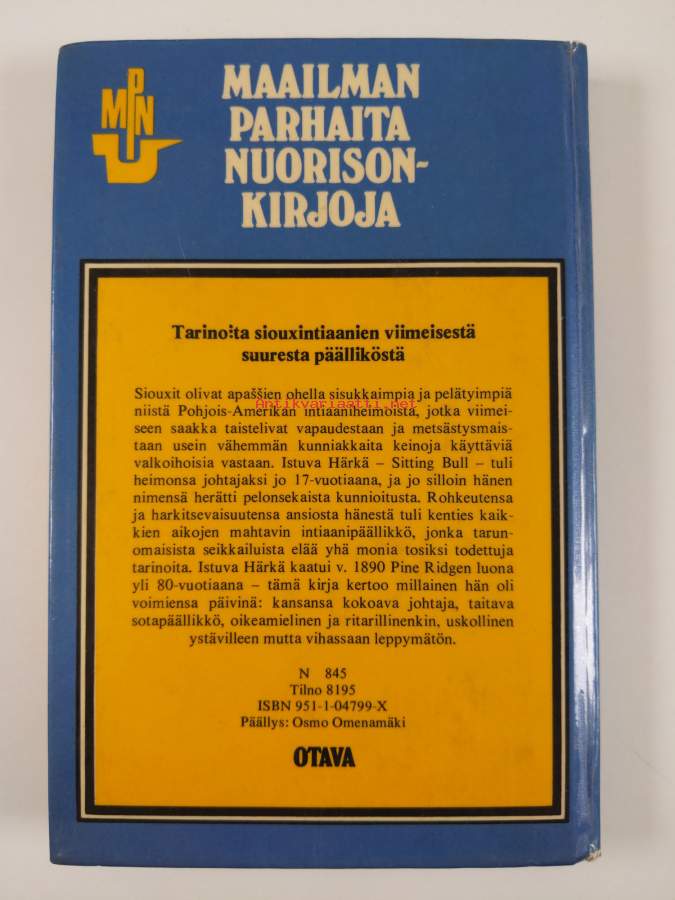 MPN
MAAILMAN
PARHAITA
NUORISON-
KIRJOJA
Tarinoita siouxintiaanien viimeisestä
suuresta päälliköstä
Siouxit olivat apaššien ohella sisukkaimpia ja pelätyimpiä
Antikvariaatti.net
niistä Pohjois-Amerikan intiaaniheimoista, jotka viimei-
seen saakka taistelivat vapaudestaan ja metsästysmais-
taan usein vähemmän kunniakkaita keinoja käyttäviä
valkoihoisia vastaan. Istuva Härkä – Sitting Bull – tuli
heimonsa johtajaksi jo 17-vuotiaana, ja jo silloin hänen
nimensä herätti pelonsekaista kunnioitusta. Rohkeutensa
ja harkitsevaisuutensa ansiosta hänestä tuli kenties kaik-
kien aikojen mahtavin intiaanipäällikkö, jonka tarun-
omaisista seikkailuista elää yhä monia tosiksi todettuja
tarinoita. Istuva Härkä kaatui v. 1890 Pine Ridgen luona
yli 80-vuotiaana – tämä kirja kertoo millainen hän oli
voimiensa päivinä: kansansa kokoava johtaja, taitava
sotapäällikkö, oikeamielinen ja ritarillinenkin, uskollinen
ystävilleen mutta vihassaan leppymätön.
N 845
Tilno 8195
ISBN 951-1-04799-X
Päällys: Osmo Omenamäki
OTAVA